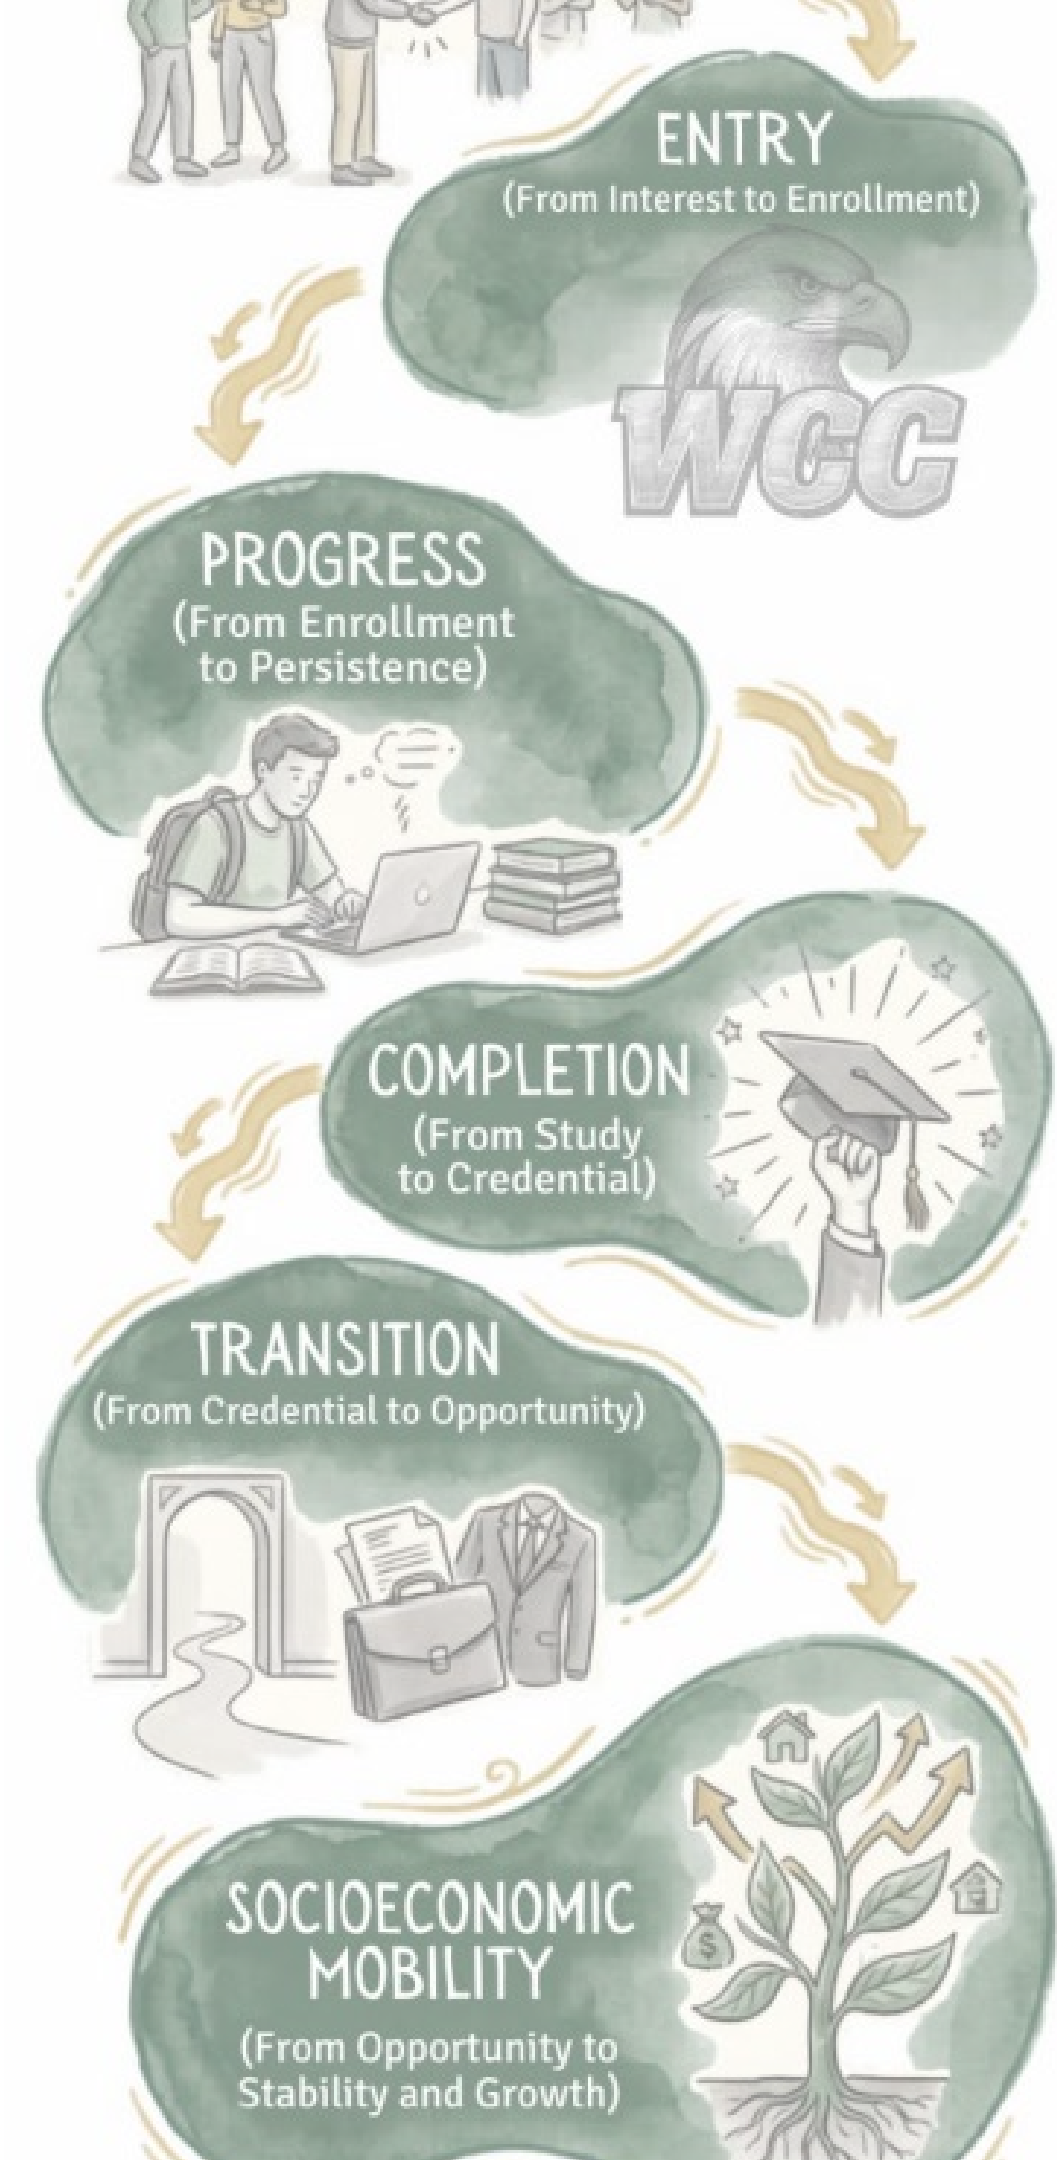 ENTRY
(From Interest to Enrollment)
WCC
PROGRESS
(From Enrollment
to Persistence)
COMPLETION
(From Study
to Credential)
TRANSITION
(From Credential to Opportunity)
SOCIOECONOMIC
MOBILITY
$
(From Opportunity to
Stability and Growth)